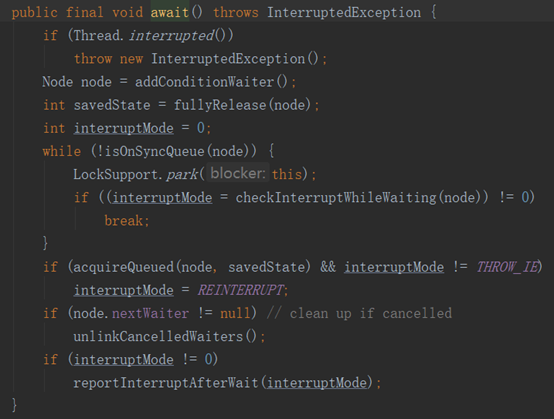 public final void await() throws InterruptedException {
    if (Thread.interrupted())
        throw new InterruptedException();
    Node node = addConditionWaiter();
    int savedState = fullyRelease(node);
    int interruptMode = 0;
    while (!isOnSyncQueue(node)) {
        LockSupport.park( blocker: this);
        if ((interruptMode = checkInterruptWhileWaiting(node)) != 0)
            break;
    }
    if (acquireQueued(node, savedState) && interruptMode != THROW_IE)
        interruptMode = REINTERRUPT;
    if (node.nextWaiter != null) // clean up if cancelled
        unlinkCancelledWaiters();
    if (interruptMode != 0)
        reportInterruptAfterWait(interruptMode);
}